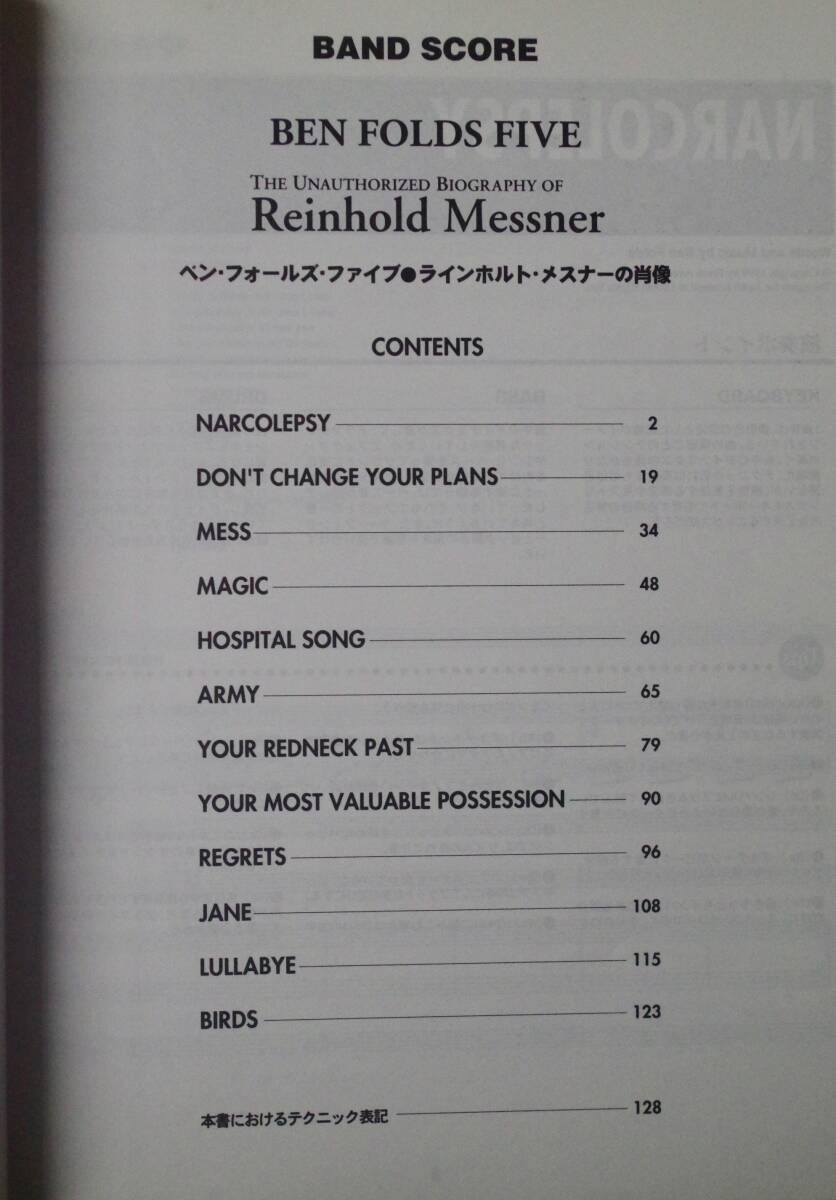 BAND SCORE
BEN FOLDS FIVE
THE UNAUTHORIZED BIOGRAPHY OF
Reinhold Messner
ベン・フォールズ・ファイブ●ラインホルト・メスナーの肖像
CONTENTS
NARCOLEPSY 2
DON'T CHANGE YOUR PLANS 19
MESS 34
MAGIC 48
HOSPITAL SONG 60
ARMY 65
YOUR REDNECK PAST 79
YOUR MOST VALUABLE POSSESSION 90
REGRETS 96
JANE 108
LULLABYE 115
BIRDS 123
本書におけるテクニック表記 128